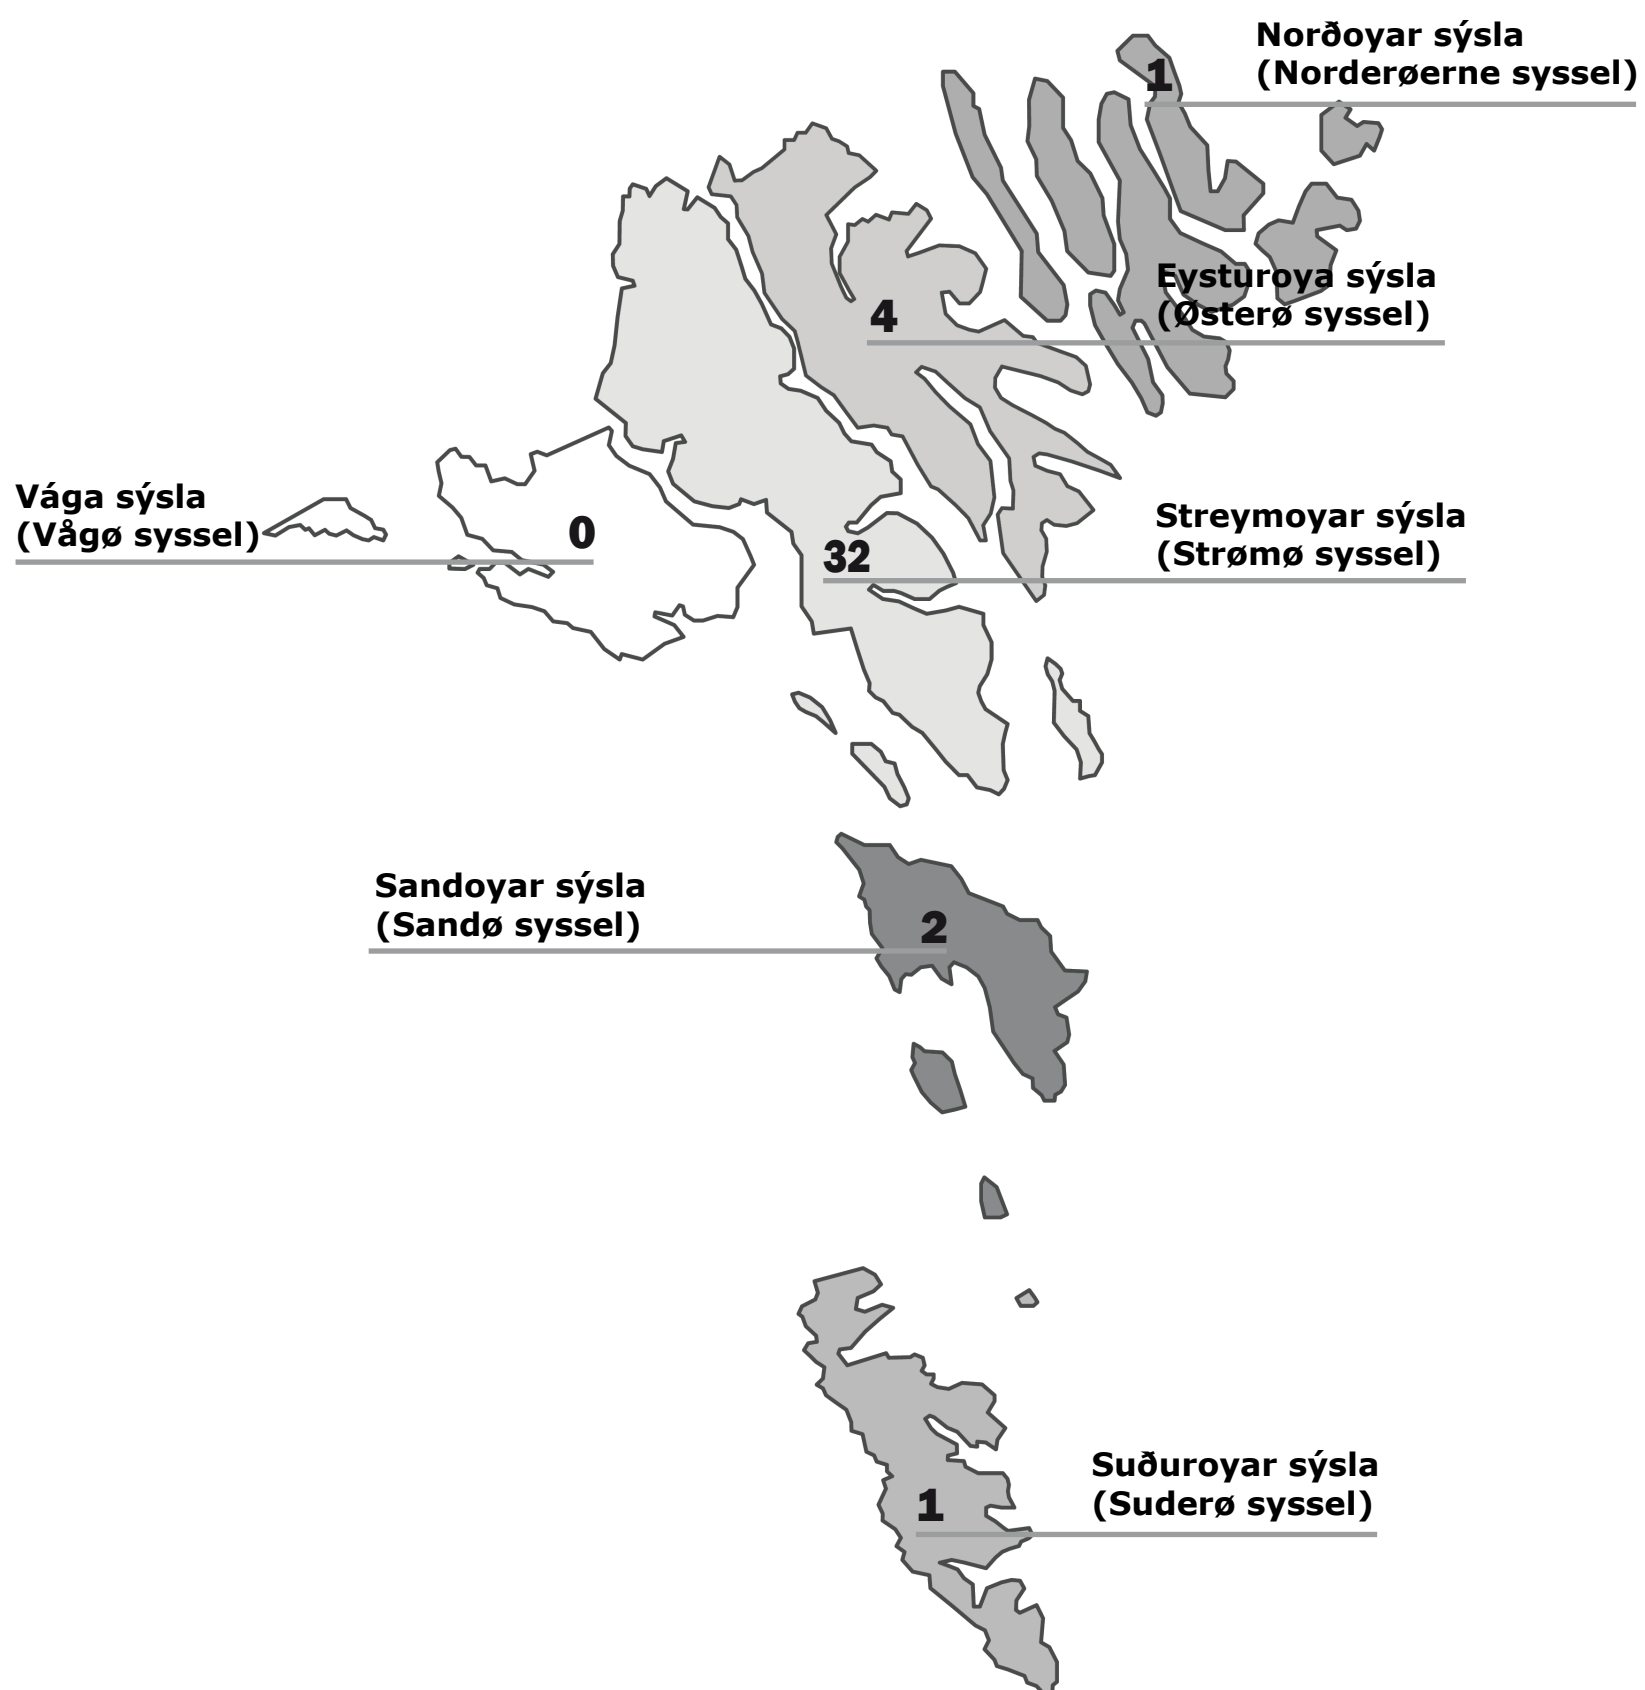 Norðoyar sýsla
(Norderøerne syssel)
1
Eysturoya sýsla
(Østerø syssel)
4
Vága sýsla
(Vågø syssel)
0
Streymoyar sýsla
(Strømø syssel)
32
Sandoyar sýsla
(Sandø syssel)
2
Suðuroyar sýsla
(Suderø syssel)
1